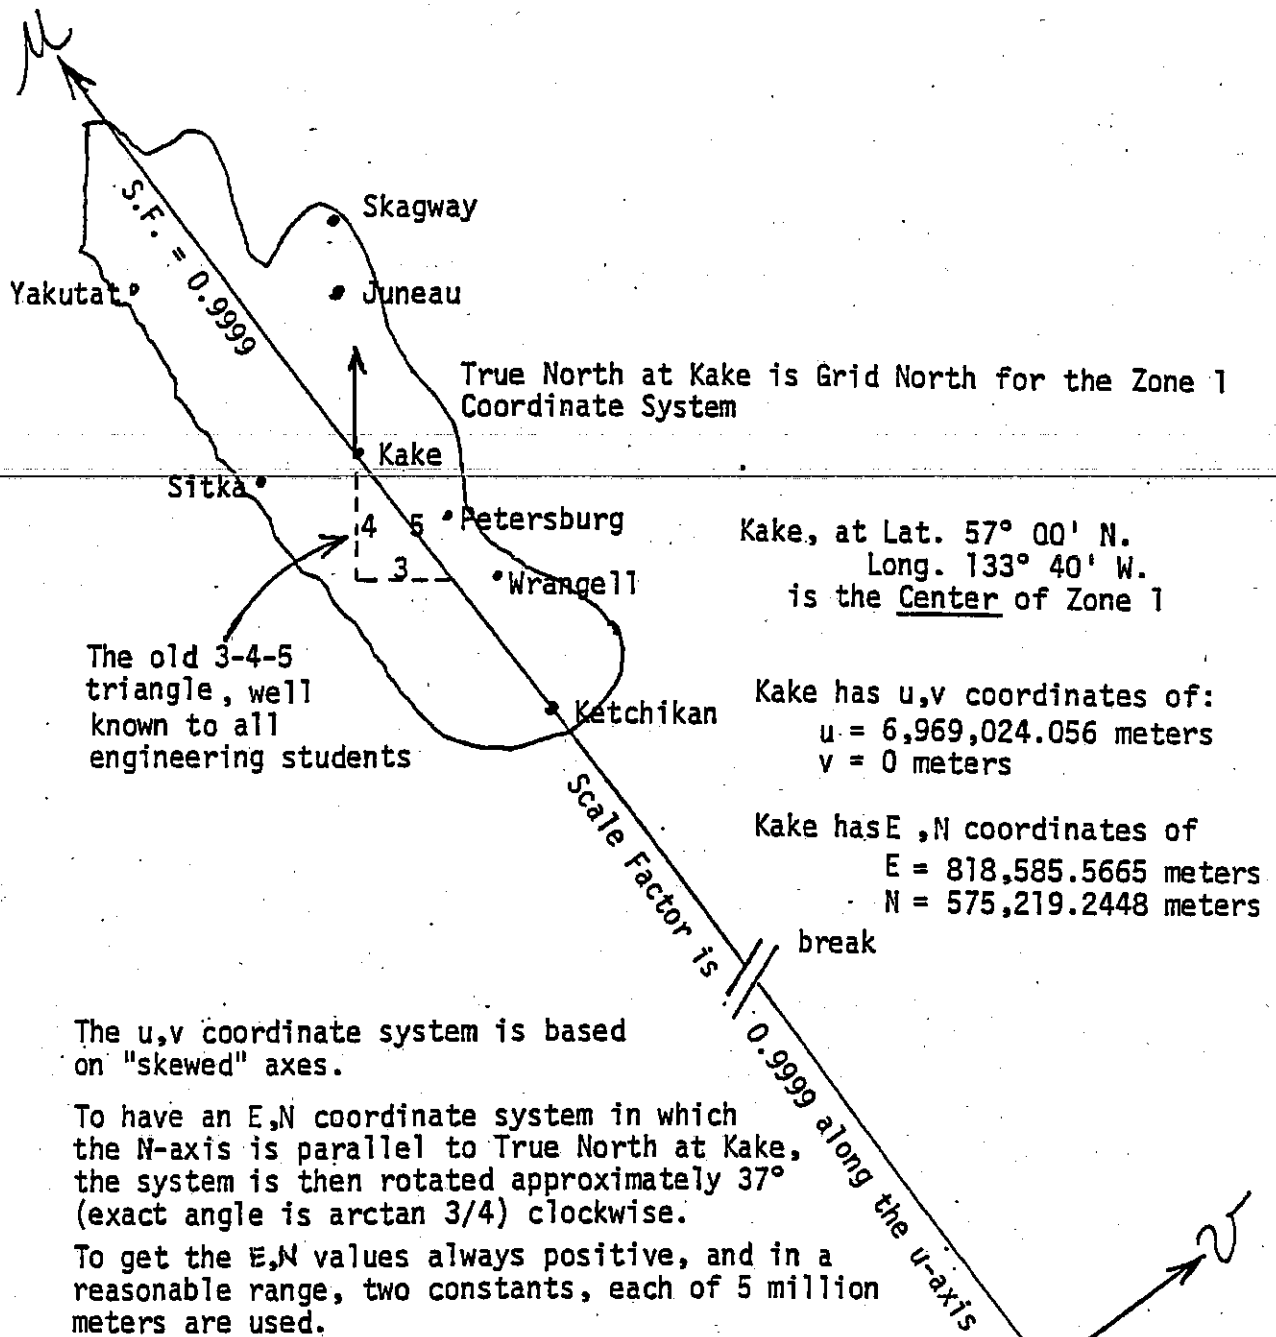 u
S.F. = 0.9999
Skagway
Yakutat
Juneau
True North at Kake is Grid North for the Zone 1
Coordinate System
Kake
Sitka
4 5
3
Petersburg
Wrangell
Kake, at Lat. 57° 00' N.
Long. 133° 40' W.
is the Center of Zone 1
The old 3-4-5
triangle, well
known to all
engineering students
Ketchikan
Kake has u,v coordinates of:
u = 6,969,024.056 meters
v = 0 meters
Kake has E ,N coordinates of
E = 818,585.5665 meters
N = 575,219.2448 meters
Scale Factor is
break
0.9999 along the u-axis
The u,v coordinate system is based
on "skewed" axes.
To have an E,N coordinate system in which
the N-axis is parallel to True North at Kake,
the system is then rotated approximately 37°
(exact angle is arctan 3/4) clockwise.
To get the E,N values always positive, and in a
reasonable range, two constants, each of 5 million
meters are used.
v